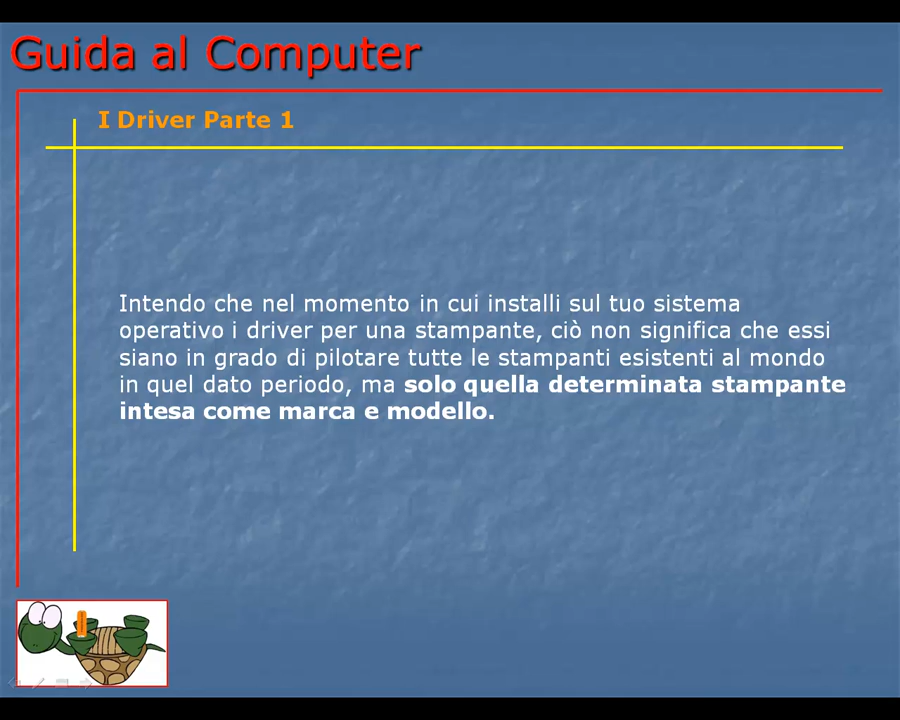 Guida al Computer
I Driver Parte 1
Intendo che nel momento in cui installi sul tuo sistema
operativo i driver per una stampante, ciò non significa che essi
siano in grado di pilotare tutte le stampanti esistenti al mondo
in quel dato periodo, ma solo quella determinata stampante
intesa come marca e modello.